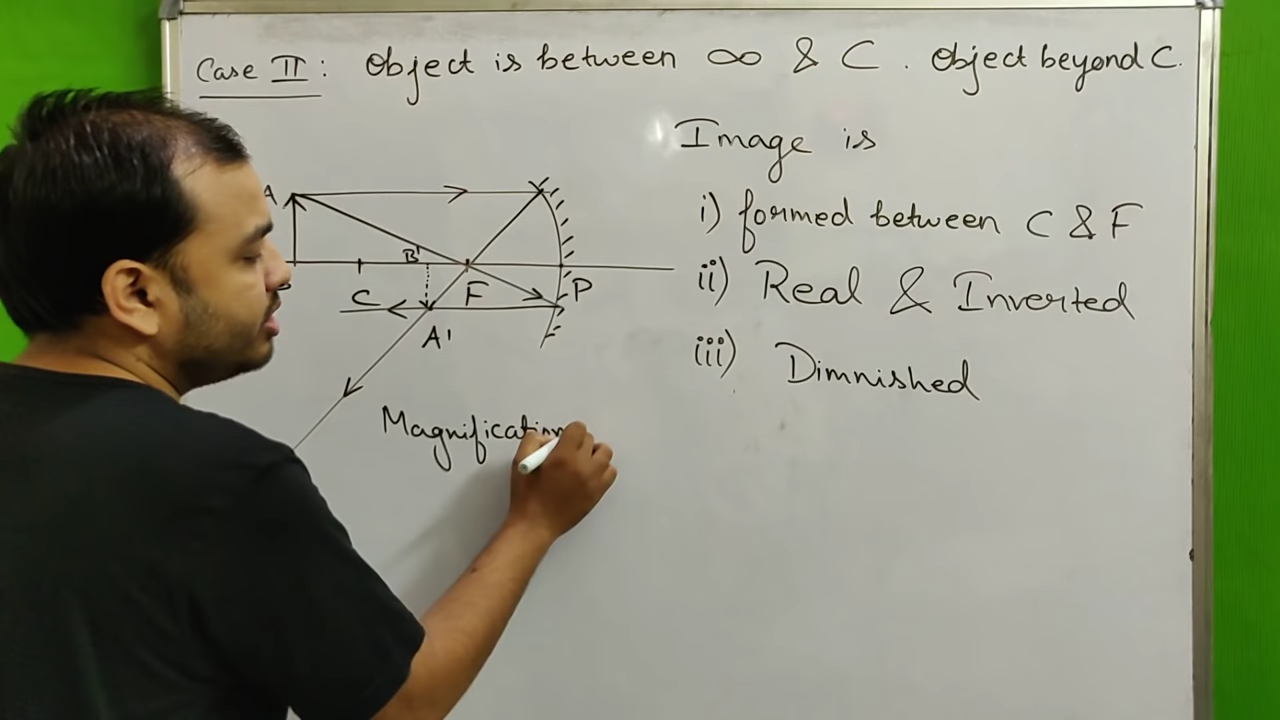 Case II : Object is between ∞ & C . Object beyond C.
Image is
i) formed between C & F
ii) Real & Inverted
iii) Dimnished
A
B'
C
F
P
A'
Magnification